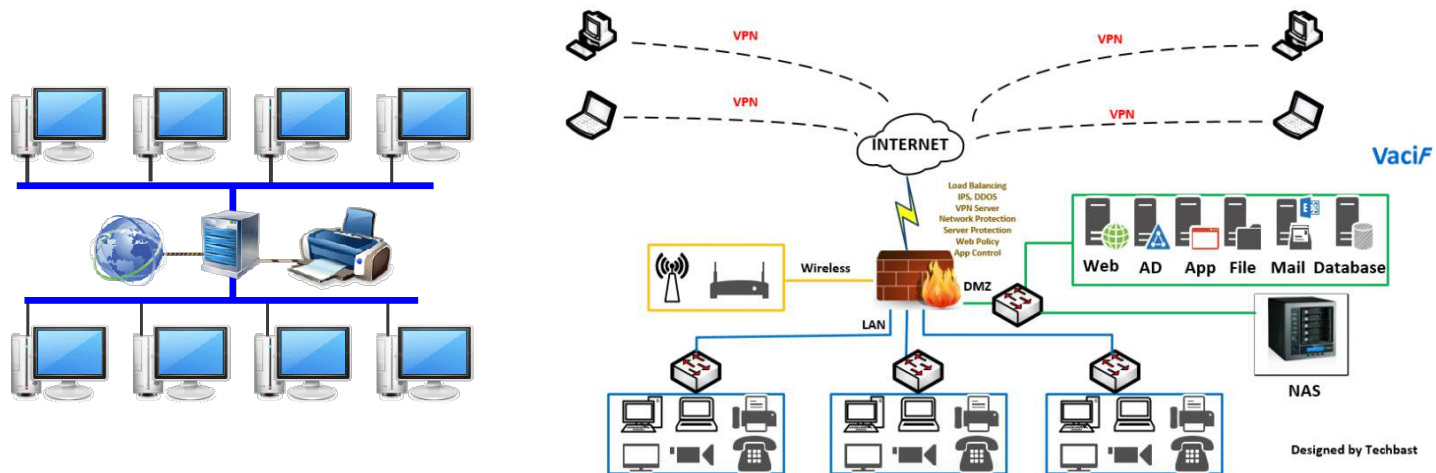 VPN
VPN
VPN
VPN
INTERNET
VaciF
Load Balancing
IPS, DDOS
VPN Server
Network Protection
Server Protection
Web Policy
App Control
Web
AD
App
File
Mail
Database
Wireless
DMZ
LAN
NAS
Designed by Techbast